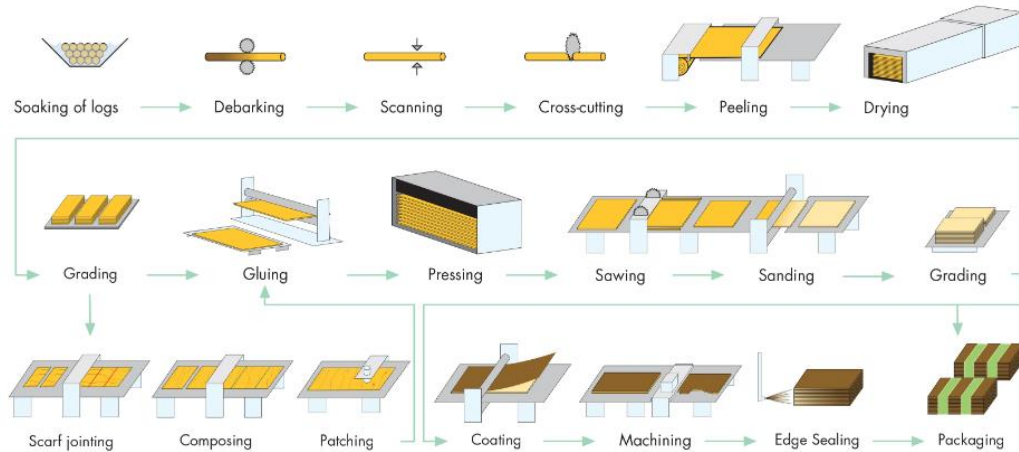 Soaking of logs
Debarking
Scanning
Cross-cutting
Peeling
Drying
Grading
Gluing
Pressing
Sawing
Sanding
Grading
Scarf jointing
Composing
Patching
Coating
Machining
Edge Sealing
Packaging